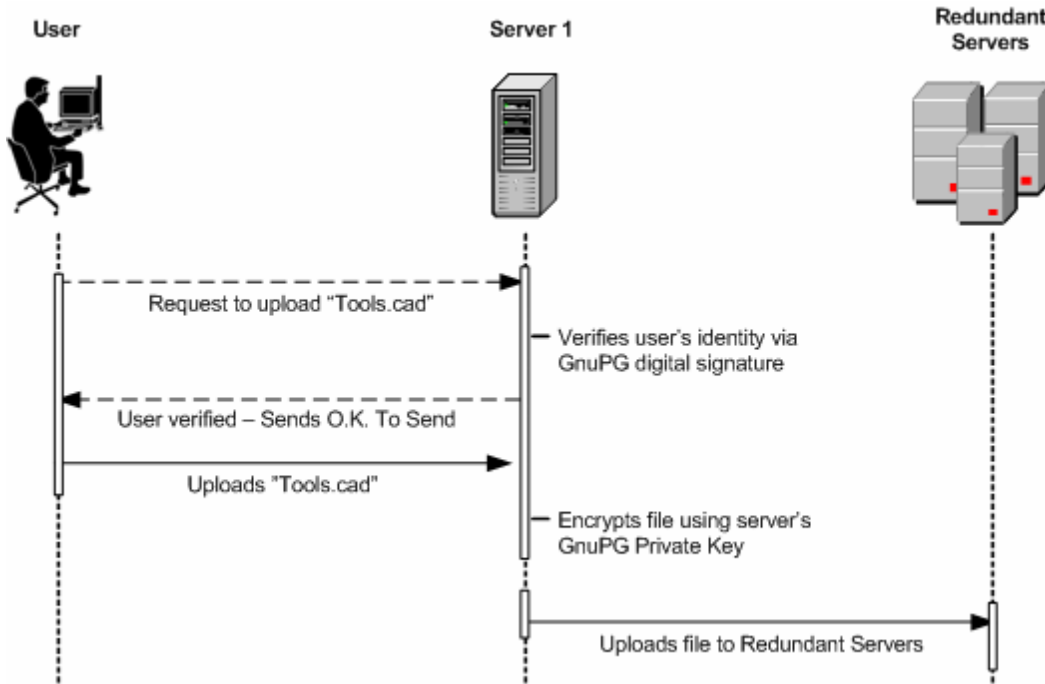 User
Server 1
Redundant
Servers
Request to upload “Tools.cad”
Verifies user’s identity via
GnuPG digital signature
User verified – Sends O.K. To Send
Uploads "Tools.cad”
Encrypts file using server’s
GnuPG Private Key
Uploads file to Redundant Servers